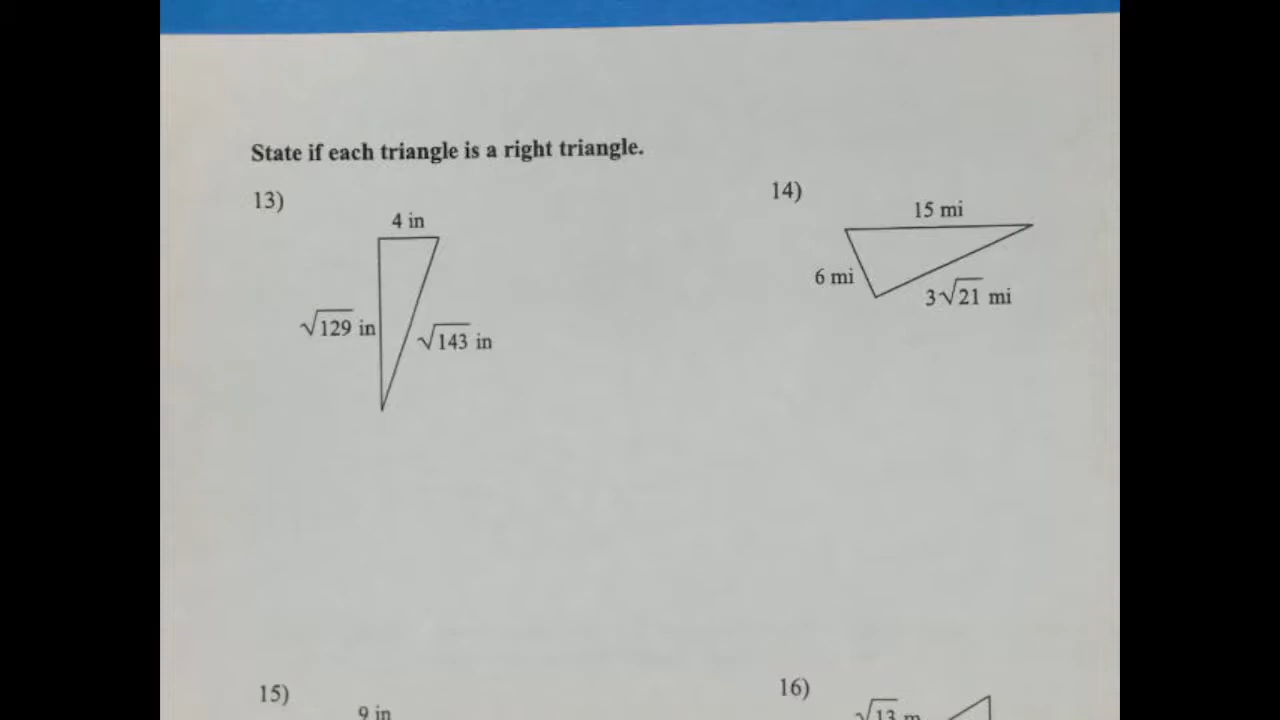 State if each triangle is a right triangle.
13)
4 in
√129 in
√143 in
14)
15 mi
6 mi
3√21 mi
15)
9 in
16)
√13 m